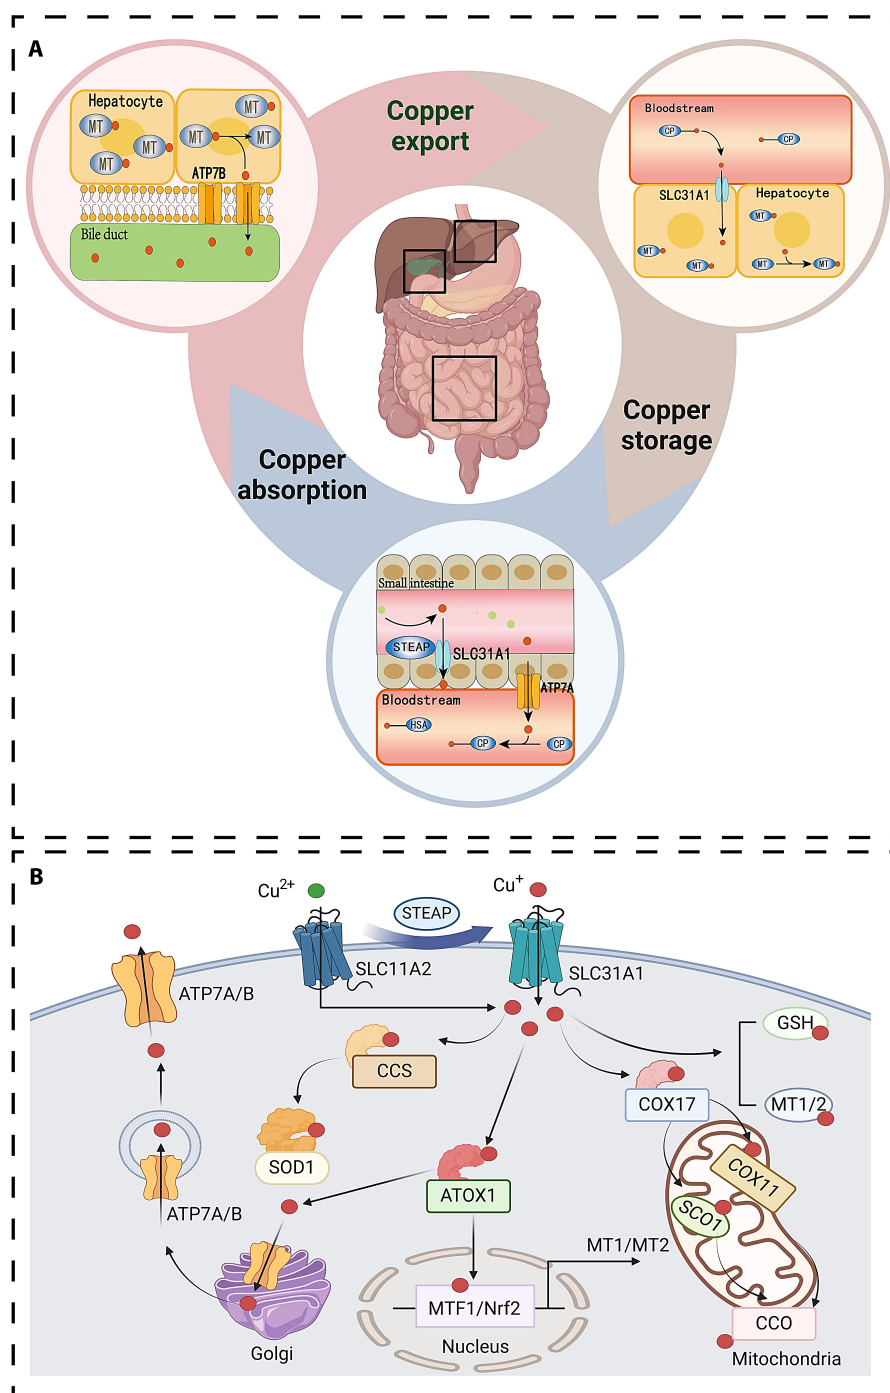 A
Copper
export
Hepatocyte
MT
MT
MT
MT
MT
MT
ATP7B
Bile duct
Bloodstream
CP
CP
SLC31A1
Hepatocyte
MT
MT
MT
MT
MT
Copper
storage
Copper
absorption
Small intestine
STEAP
SLC31A1
ATP7A
Bloodstream
HSA
CP
CP
B
Cu2+
STEAP
Cu+
SLC11A2
SLC31A1
ATP7A/B
GSH
CCS
COX17
MT1/2
SOD1
COX11
ATOX1
SCO1
ATP7A/B
MT1/MT2
MTF1/Nrf2
CCO
Golgi
Nucleus
Mitochondria